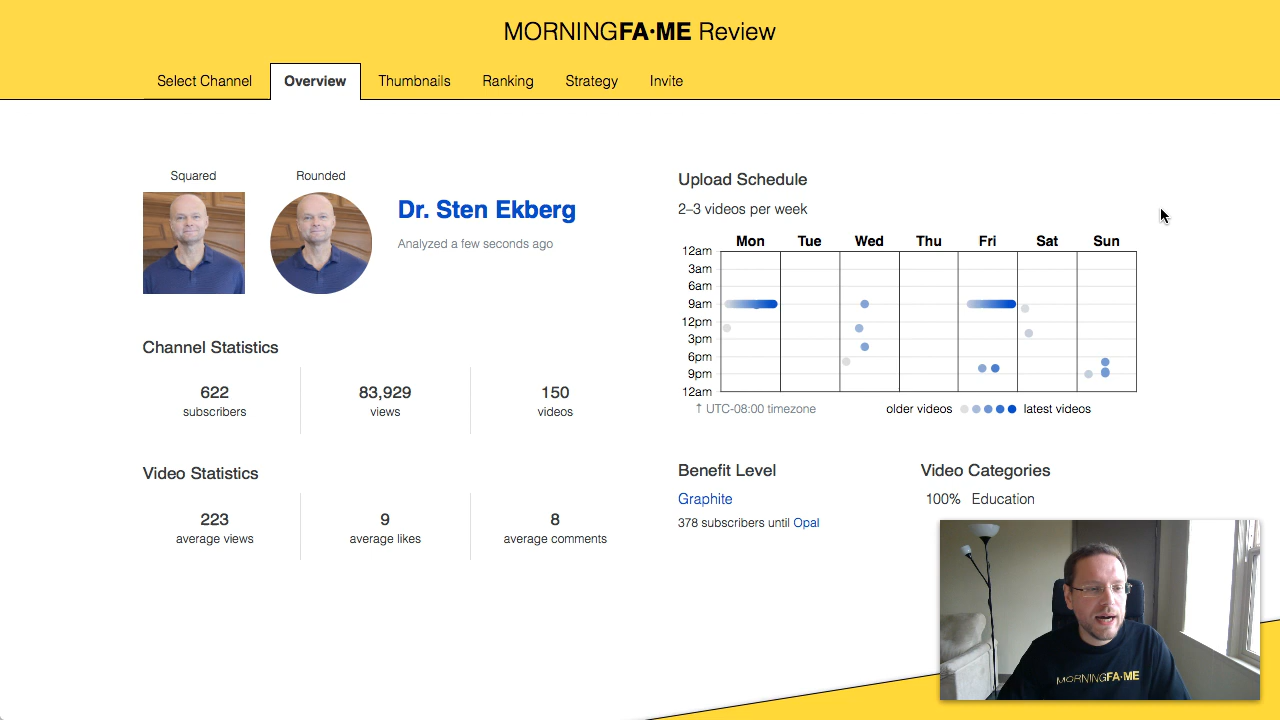 MORNINGFA·ME Review
Select Channel
Overview
Thumbnails
Ranking
Strategy
Invite
Squared
Rounded
Dr. Sten Ekberg
Analyzed a few seconds ago
Channel Statistics
622
subscribers
83,929
views
150
videos
Video Statistics
223
average views
9
average likes
8
average comments
Upload Schedule
2–3 videos per week
Mon Tue Wed Thu Fri Sat Sun
12am
3am
6am
9am
12pm
3pm
6pm
9pm
12am
↑ UTC-08:00 timezone
older videos
latest videos
Benefit Level
Graphite
378 subscribers until Opal
Video Categories
100% Education
MORNINGFA·ME